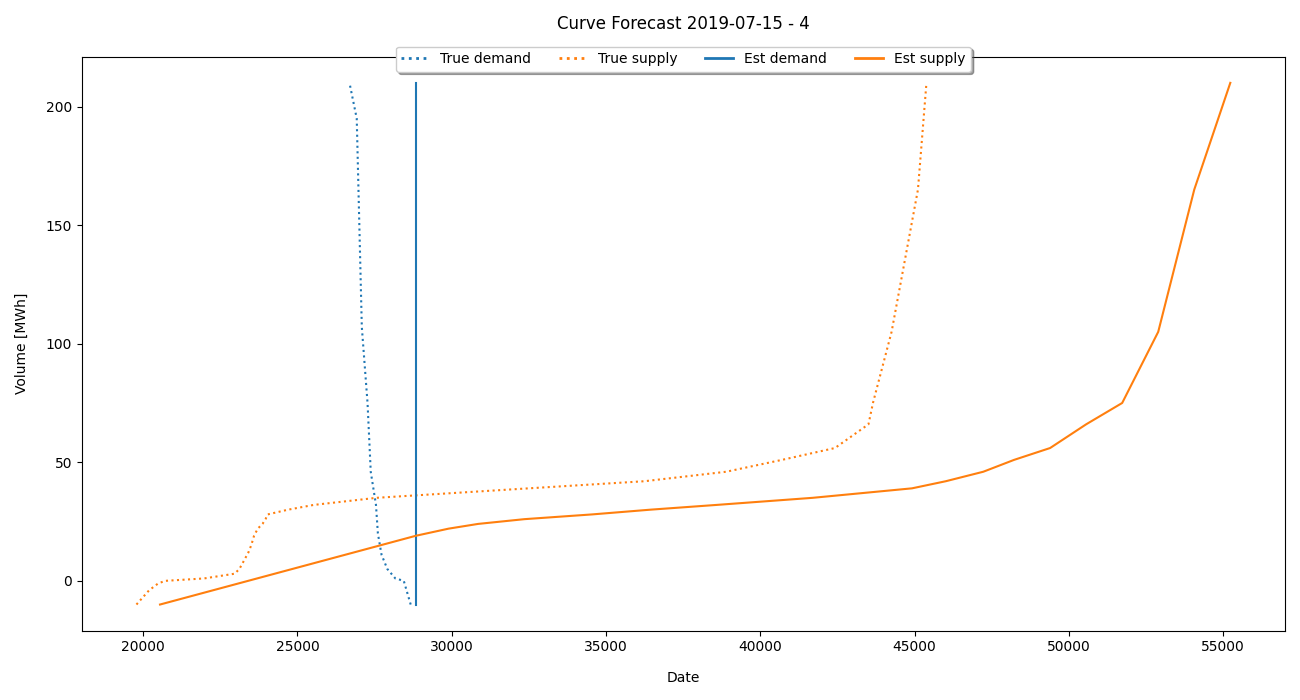 Curve Forecast 2019-07-15 - 4
True demand True supply Est demand Est supply
200
150
100
50
0
Volume [MWh]
20000 25000 30000 35000 40000 45000 50000 55000
Date